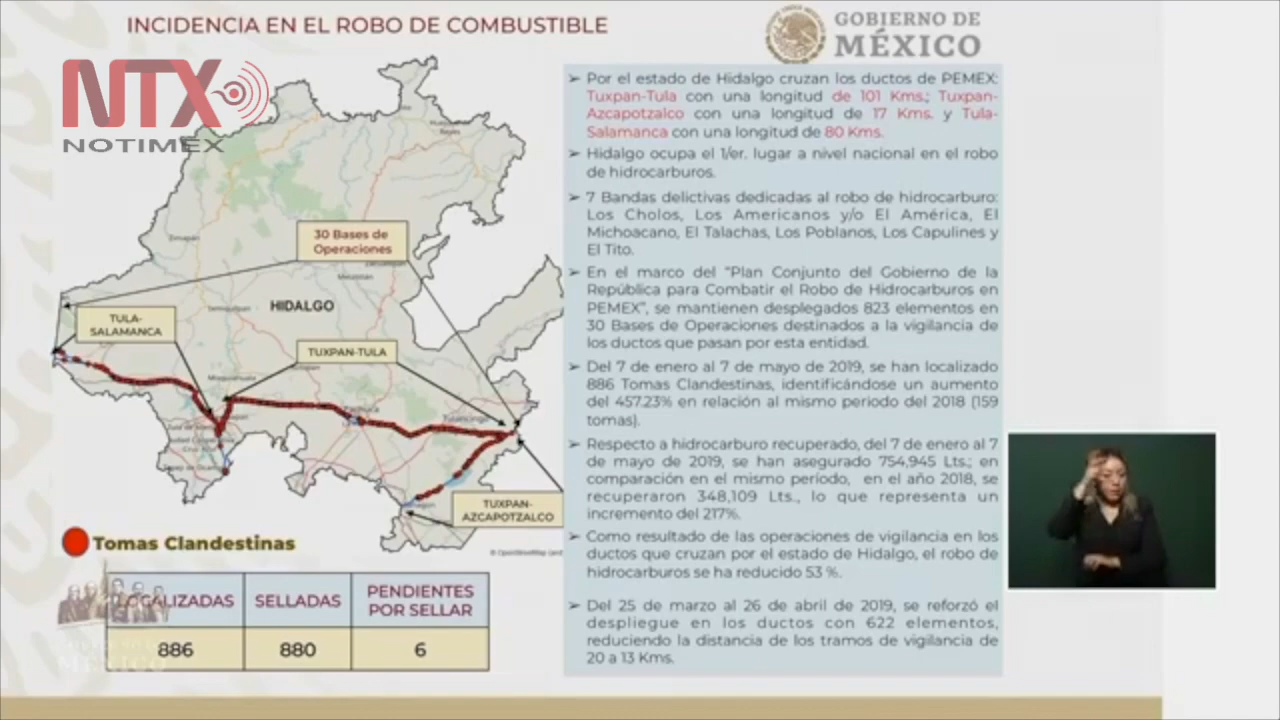 INCIDENCIA EN EL ROBO DE COMBUSTIBLE
GOBIERNO DE
MÉXICO
NTX
NOTIMEX
30 Bases de
Operaciones
HIDALGO
TULA-
SALAMANCA
TUXPAN-TULA
TUXPAN-
AZCAPOTZALCO
Tomas Clandestinas
LOCALIZADAS
SELLADAS
PENDIENTES
POR SELLAR
886
880
6
MÉXICO
➢ Por el estado de Hidalgo cruzan los ductos de PEMEX:
Tuxpan-Tula con una longitud de 101 Kms.; Tuxpan-
Azcapotzalco con una longitud de 17 Kms. y Tula-
Salamanca con una longitud de 80 Kms.
➢ Hidalgo ocupa el 1/er. lugar a nivel nacional en el robo
de hidrocarburos.
➢ 7 Bandas delictivas dedicadas al robo de hidrocarburo:
Los Cholos, Los Americanos y/o El América, El
Michoacano, El Talachas, Los Poblanos, Los Capulines y
El Tito.
➢ En el marco del "Plan Conjunto del Gobierno de la
República para Combatir el Robo de Hidrocarburos en
PEMEX", se mantienen desplegados 823 elementos en
30 Bases de Operaciones destinados a la vigilancia de
los ductos que pasan por esta entidad.
➢ Del 7 de enero al 7 de mayo de 2019, se han localizado
886 Tomas Clandestinas, identificándose un aumento
del 457.23% en relación al mismo periodo del 2018 (159
tomas).
➢ Respecto a hidrocarburo recuperado, del 7 de enero al 7
de mayo de 2019, se han asegurado 754,945 Lts.; en
comparación en el mismo período, en el año 2018, se
recuperaron 348,109 Lts., lo que representa un
incremento del 217%.
➢ Como resultado de las operaciones de vigilancia en los
ductos que cruzan por el estado de Hidalgo, el robo de
hidrocarburos se ha reducido 53 %.
➢ Del 25 de marzo al 26 de abril de 2019, se reforzó el
despliegue en los ductos con 622 elementos,
reduciendo la distancia de los tramos de vigilancia de
20 a 13 Kms.